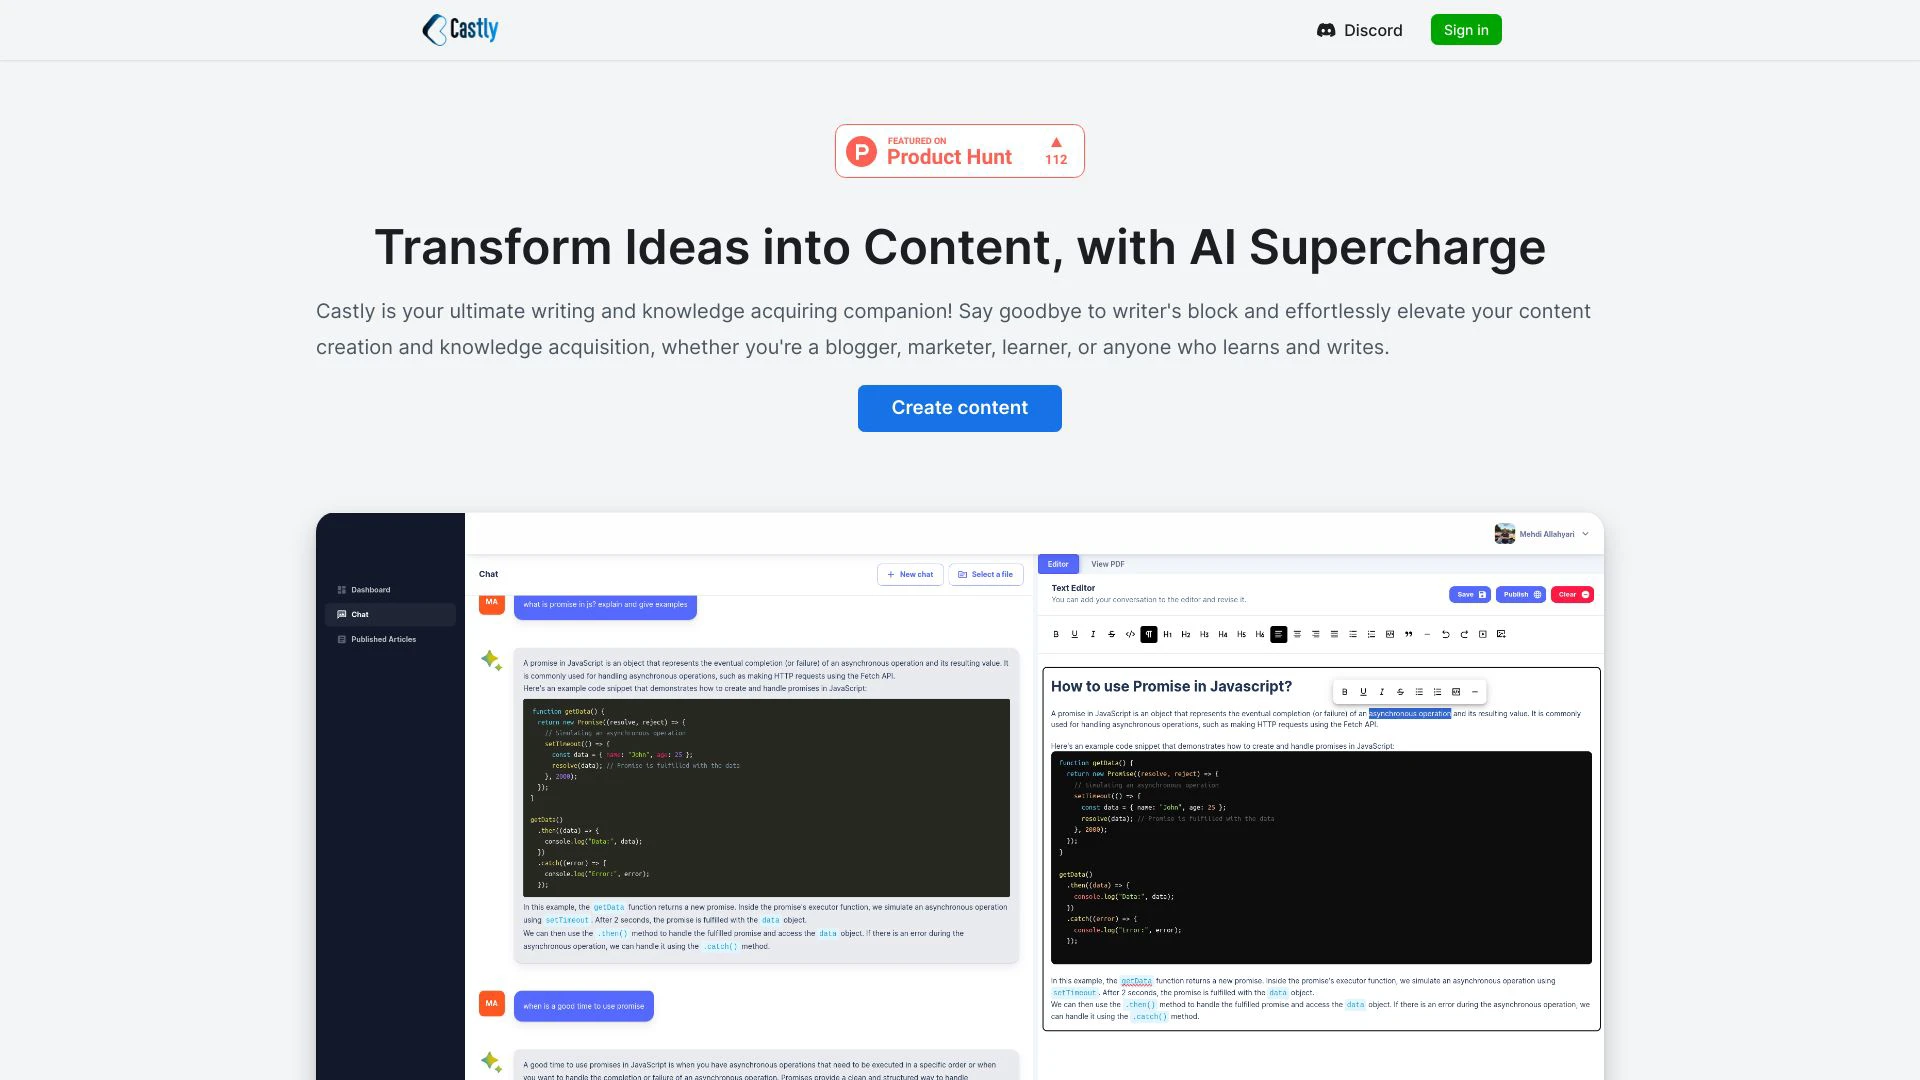 Castly
Discord
Sign in
FEATURED ON
Product Hunt
112
Transform Ideas into Content, with AI Supercharge
Castly is your ultimate writing and knowledge acquiring companion! Say goodbye to writer's block and effortlessly elevate your content
creation and knowledge acquisition, whether you're a blogger, marketer, learner, or anyone who learns and writes.
Create content
Mehdi Allahyari
Dashboard
Chat
Published Articles
Chat
New chat
Select a file
MA
what is promise in js? explain and give examples
A promise in JavaScript is an object that represents the eventual completion (or failure) of an asynchronous operation and its resulting value. It
is commonly used for handling asynchronous operations, such as making HTTP requests using the Fetch API.
Here's an example code snippet that demonstrates how to create and handle promises in JavaScript:
function getData() {
return new Promise((resolve, reject) => {
// Simulating an asynchronous operation
setTimeout(() => {
const data = { name: "John", age: 25 };
resolve(data); // Promise is fulfilled with the data
}, 2000);
});
}
getData()
.then((data) => {
console.log("Data:", data);
})
.catch((error) => {
console.log("Error:", error);
});
In this example, the getData function returns a new promise. Inside the promise's executor function, we simulate an asynchronous operation
using setTimeout. After 2 seconds, the promise is fulfilled with the data object.
We can then use the .then() method to handle the fulfilled promise and access the data object. If there is an error during the
asynchronous operation, we can handle it using the .catch() method.
MA
when is a good time to use promise
A good time to use promises in JavaScript is when you have asynchronous operations that need to be executed in a specific order or when
you want to handle the completion or failure of an asynchronous operation. Promises provide a clean and structured way to handle
Editor
View PDF
Text Editor
You can add your conversation to the editor and revise it.
Save
Publish
Clear
B U I S </> ¶ H1 H2 H3 H4 H5 H6
How to use Promise in Javascript?
B U I S
A promise in JavaScript is an object that represents the eventual completion (or failure) of an asynchronous operation and its resulting value. It is commonly
used for handling asynchronous operations, such as making HTTP requests using the Fetch API.
Here's an example code snippet that demonstrates how to create and handle promises in JavaScript:
function getData() {
return new Promise((resolve, reject) => {
// Simulating an asynchronous operation
setTimeout(() => {
const data = { name: "John", age: 25 };
resolve(data); // Promise is fulfilled with the data
}, 2000);
});
}
getData()
.then((data) => {
console.log("Data:", data);
})
.catch((error) => {
console.log("Error:", error);
});
In this example, the getData function returns a new promise. Inside the promise's executor function, we simulate an asynchronous operation using
setTimeout. After 2 seconds, the promise is fulfilled with the data object.
We can then use the .then() method to handle the fulfilled promise and access the data object. If there is an error during the asynchronous operation, we
can handle it using the .catch() method.